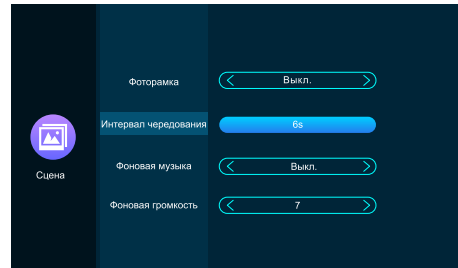 Фоторамка
Выкл.
Интервал чередования
6s
Фоновая музыка
Выкл.
Сцена
Фоновая громкость
7